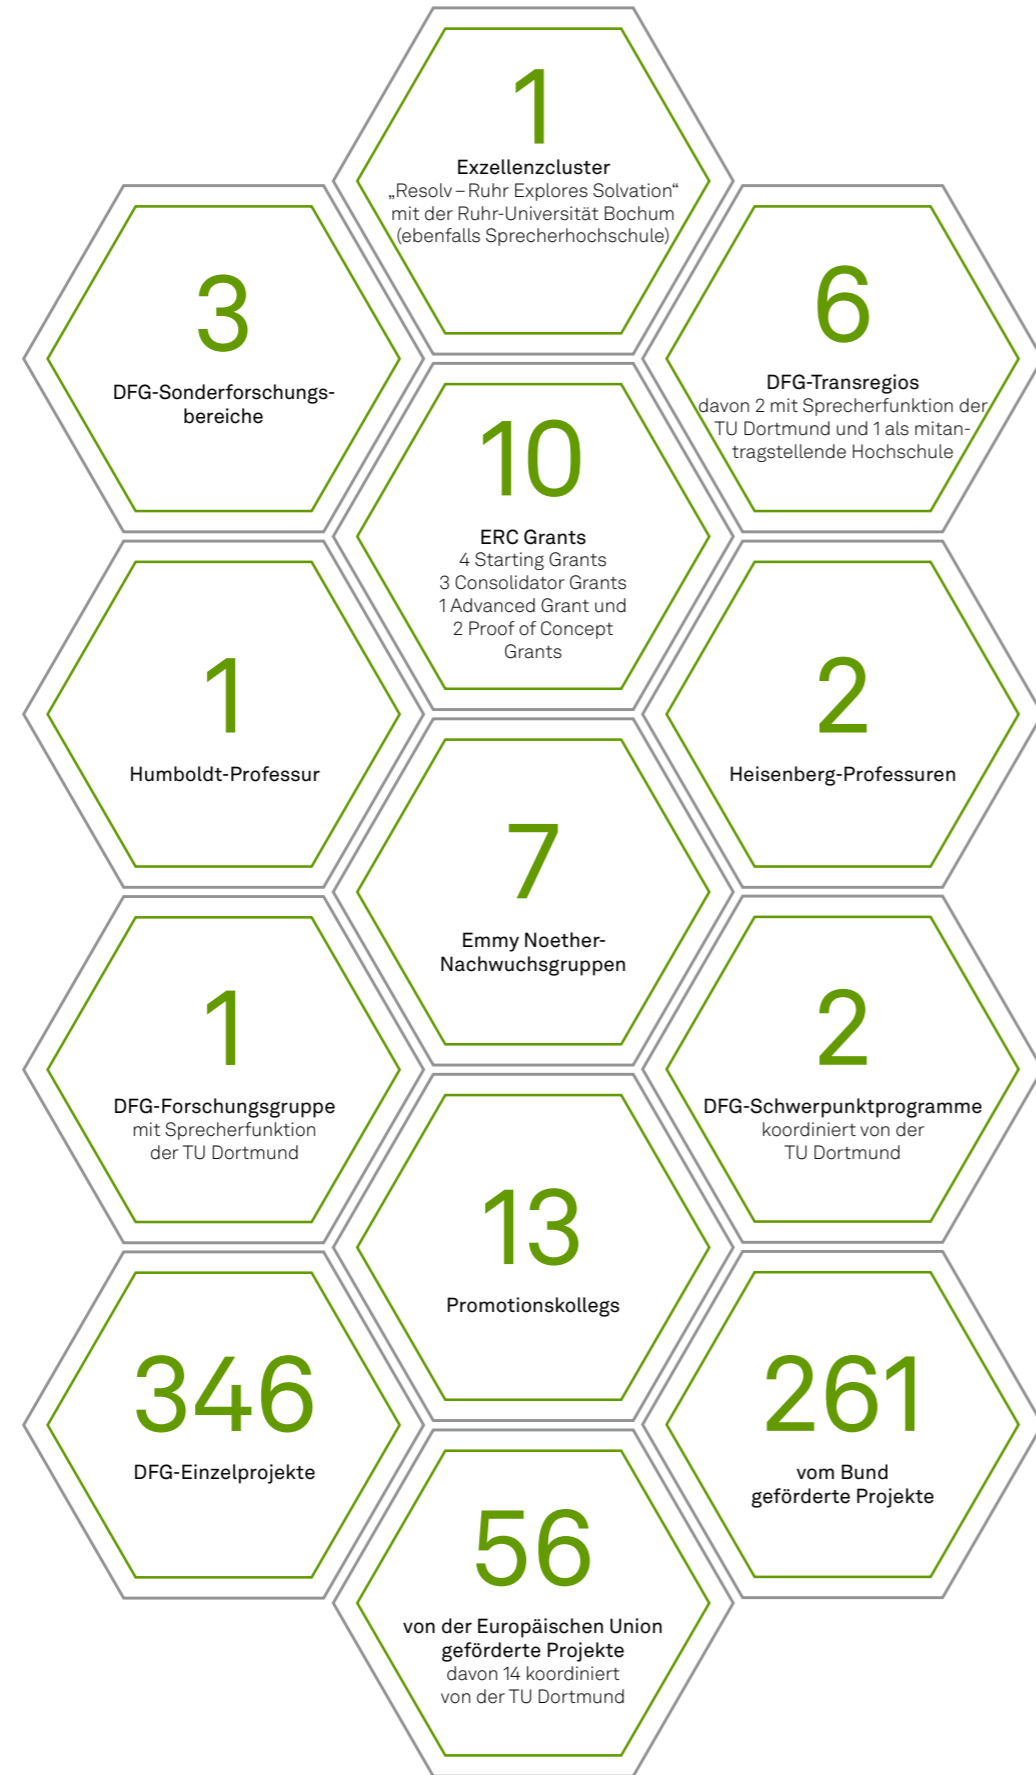 1
Exzellenzcluster
„Resolv – Ruhr Explores Solvation“
mit der Ruhr-Universität Bochum
(ebenfalls Sprecherhochschule)
3
DFG-Sonderforschungs-
bereiche
6
DFG-Transregios
davon 2 mit Sprecherfunktion der
TU Dortmund und 1 als mitan-
tragstellende Hochschule
10
ERC Grants
4 Starting Grants
3 Consolidator Grants
1 Advanced Grant und
2 Proof of Concept
Grants
1
Humboldt-Professur
2
Heisenberg-Professuren
7
Emmy Noether-
Nachwuchsgruppen
1
DFG-Forschungsgruppe
mit Sprecherfunktion
der TU Dortmund
2
DFG-Schwerpunktprogramme
koordiniert von der
TU Dortmund
13
Promotionskollegs
346
DFG-Einzelprojekte
261
vom Bund
geförderte Projekte
56
von der Europäischen Union
geförderte Projekte
davon 14 koordiniert
von der TU Dortmund